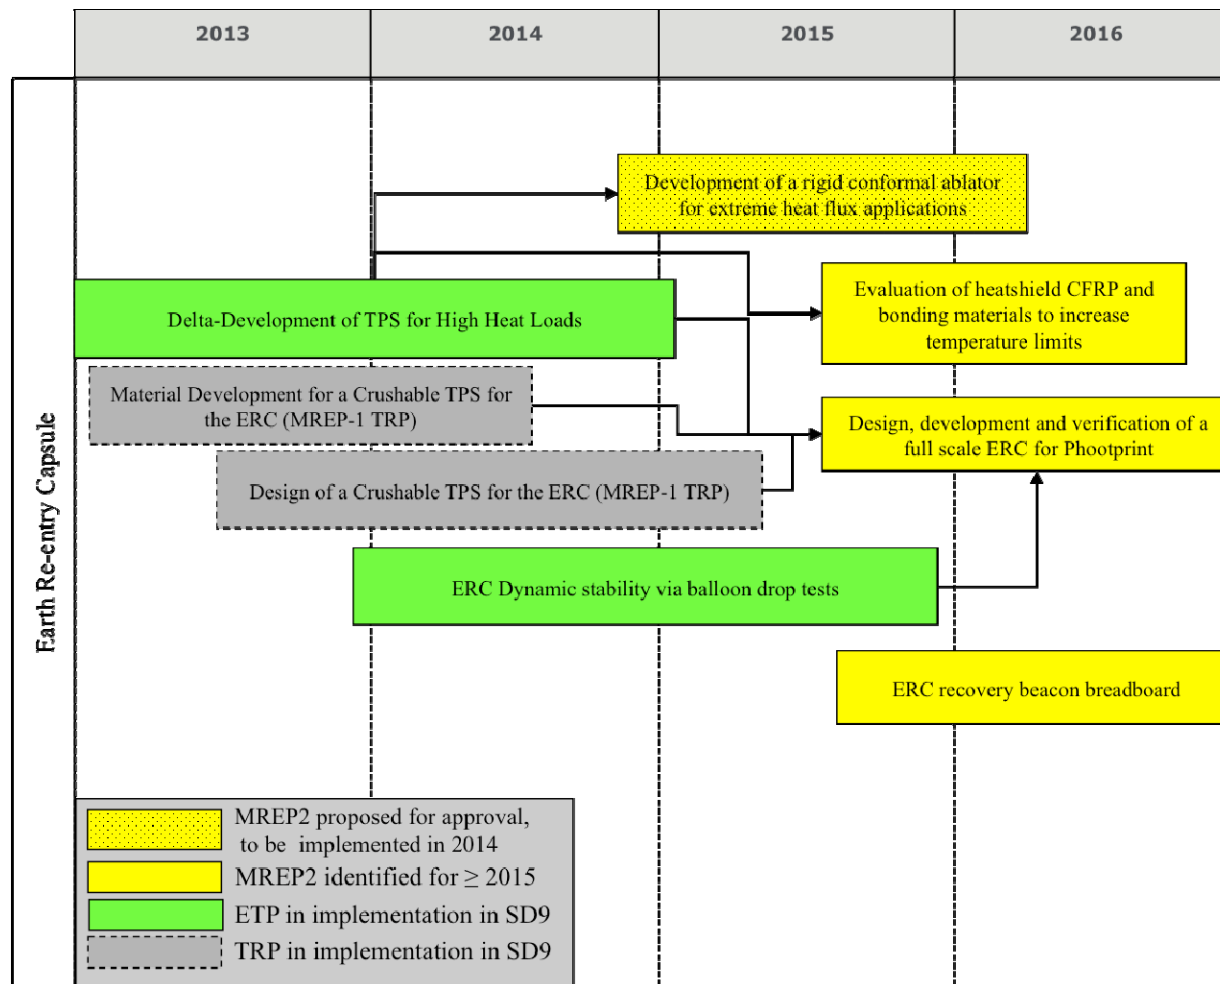 2013
2014
2015
2016
Earth Re-entry Capsule
Development of a rigid conformal ablator
for extreme heat flux applications
Delta-Development of TPS for High Heat Loads
Evaluation of heatshield CFRP and
bonding materials to increase
temperature limits
Material Development for a Crushable TPS for
the ERC (MREP-1 TRP)
Design, development and verification of a
full scale ERC for Phootprint
Design of a Crushable TPS for the ERC (MREP-1 TRP)
ERC Dynamic stability via balloon drop tests
ERC recovery beacon breadboard
MREP2 proposed for approval,
to be implemented in 2014
MREP2 identified for ≥ 2015
ETP in implementation in SD9
TRP in implementation in SD9